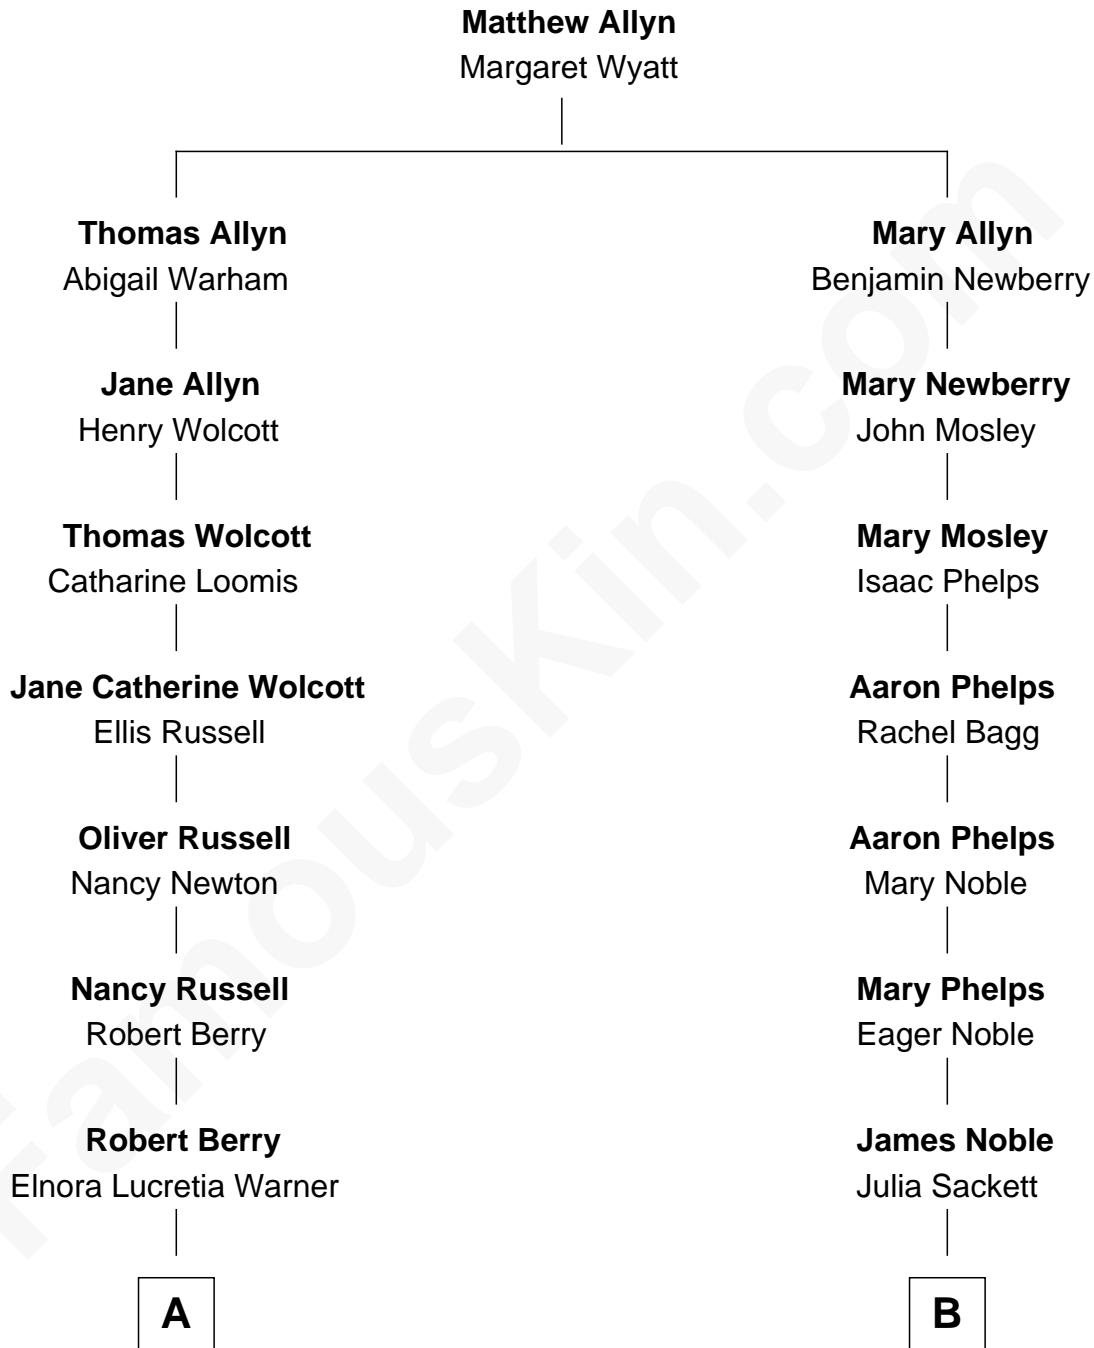 Matthew Allyn
Margaret Wyatt
Thomas Allyn
Abigail Warham
Mary Allyn
Benjamin Newberry
Jane Allyn
Henry Wolcott
Mary Newberry
John Mosley
Thomas Wolcott
Catharine Loomis
Mary Mosley
Isaac Phelps
Jane Catherine Wolcott
Ellis Russell
Aaron Phelps
Rachel Bagg
Oliver Russell
Nancy Newton
Aaron Phelps
Mary Noble
Nancy Russell
Robert Berry
Mary Phelps
Eager Noble
Robert Berry
Elnora Lucretia Warner
James Noble
Julia Sackett
A
B
FamousKin.com